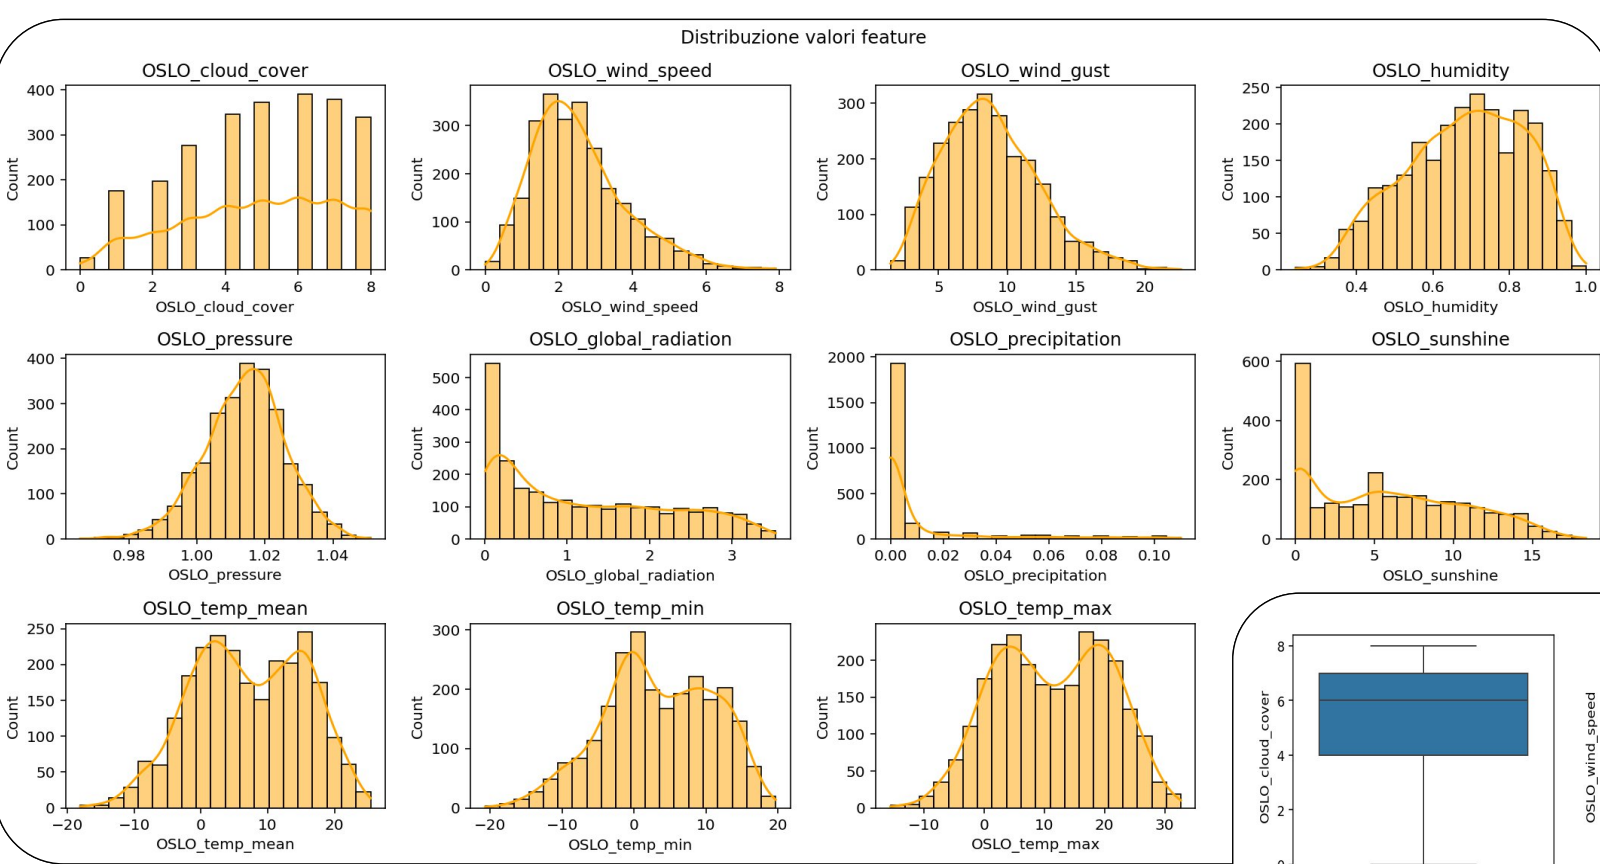 Distribuzione valori feature
OSLO_cloud_cover
OSLO_wind_speed
OSLO_wind_gust
OSLO_humidity
Count
400
300
200
100
0
0 2 4 6 8
OSLO_cloud_cover
Count
300
200
100
0
0 2 4 6 8
OSLO_wind_speed
Count
300
200
100
0
5 10 15 20
OSLO_wind_gust
Count
250
200
150
100
50
0
0.4 0.6 0.8 1.0
OSLO_humidity
OSLO_pressure
OSLO_global_radiation
OSLO_precipitation
OSLO_sunshine
Count
400
300
200
100
0
0.98 1.00 1.02 1.04
OSLO_pressure
Count
500
400
300
200
100
0
0 1 2 3
OSLO_global_radiation
Count
2000
1500
1000
500
0
0.00 0.02 0.04 0.06 0.08 0.10
OSLO_precipitation
Count
600
400
200
0
0 5 10 15
OSLO_sunshine
OSLO_temp_mean
OSLO_temp_min
OSLO_temp_max
Count
250
200
150
100
50
0
−20 −10 0 10 20
OSLO_temp_mean
Count
300
200
100
0
−20 −10 0 10 20
OSLO_temp_min
Count
200
150
100
50
0
−10 0 10 20 30
OSLO_temp_max
OSLO_cloud_cover
8
6
4
2
0
OSLO_wind_speed